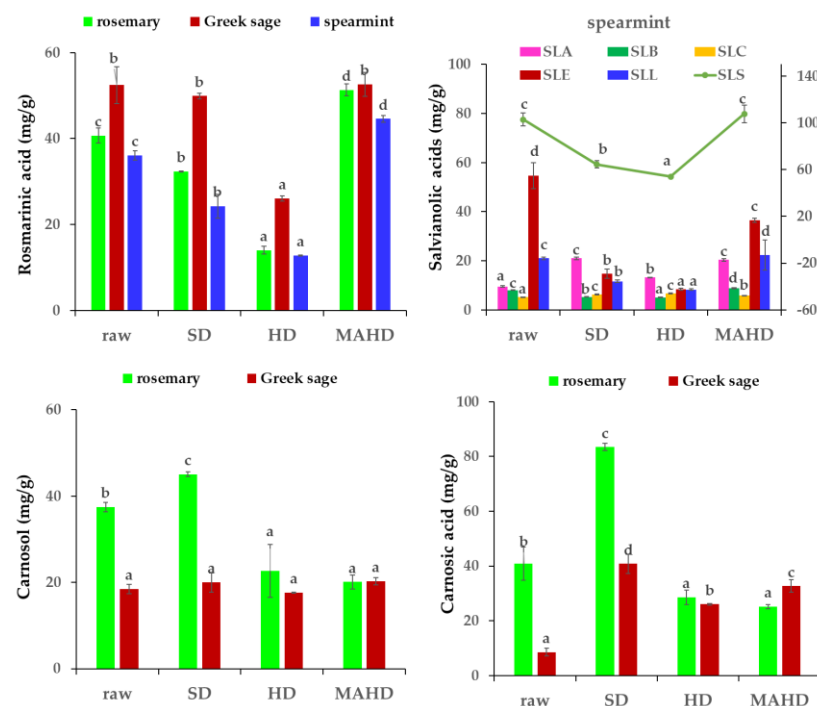 rosemary Greek sage spearmint
Rosmarinic acid (mg/g)
60
40
20
0
c b c
b b b
a a a
d b d
raw SD HD MAHD
spearmint
SLA SLB SLC
SLE SLL SLS
Salvianolic acids (mg/g)
100
80
60
40
20
0
140
100
60
20
-20
-60
c b a c
a c a d c
c b c b b
b a c a a
c d b c d
raw SD HD MAHD
rosemary Greek sage
Carnosol (mg/g)
60
40
20
0
b a
c a
a a
a a
raw SD HD MAHD
rosemary Greek sage
Carnosic acid (mg/g)
100
80
60
40
20
0
b a
c d
a b
a c
raw SD HD MAHD